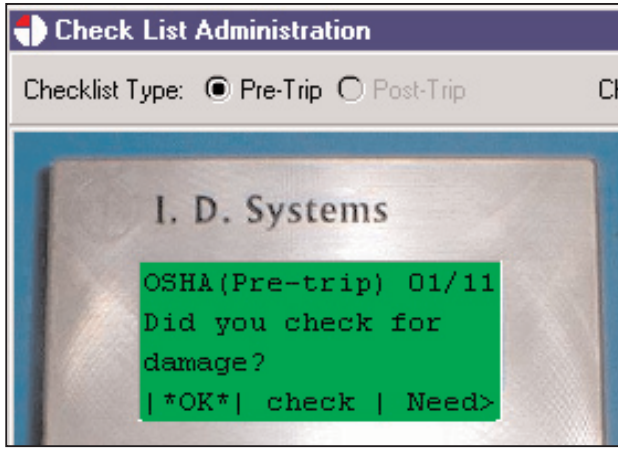 Check List Administration
Checklist Type: Pre-Trip Post-Trip
I. D. Systems
OSHA(Pre-trip) 01/11
Did you check for
damage?
|*OK*| check | Need>